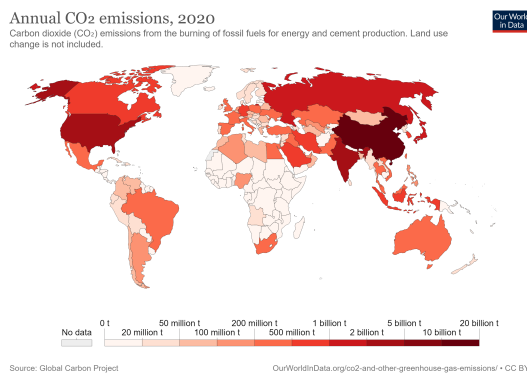 Annual CO₂ emissions, 2020
Our World
in Data
Carbon dioxide (CO₂) emissions from the burning of fossil fuels for energy and cement production. Land use
change is not included.
0 t 50 million t 200 million t 1 billion t 5 billion t 20 billion t
No data 20 million t 100 million t 500 million t 2 billion t 10 billion t
Source: Global Carbon Project OurWorldInData.org/co2-and-other-greenhouse-gas-emissions/ • CC B